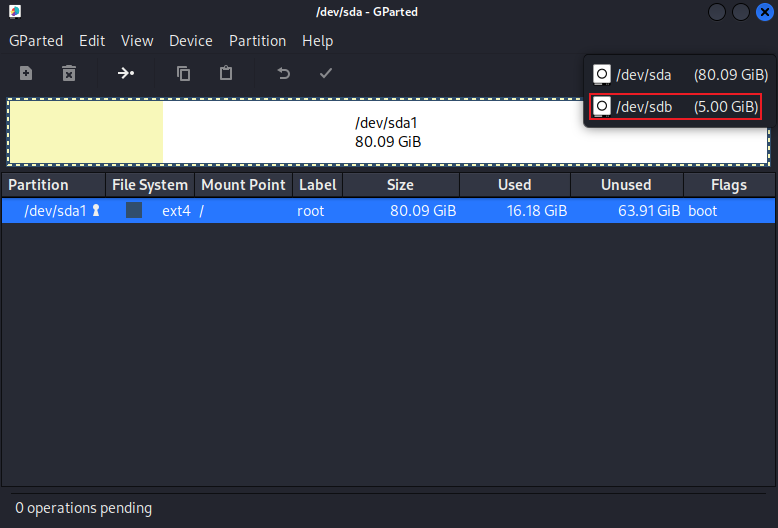 /dev/sda - GParted
GParted Edit View Device Partition Help
/dev/sda (80.09 GiB)
/dev/sdb (5.00 GiB)
/dev/sda1
80.09 GiB
Partition File System Mount Point Label Size Used Unused Flags
/dev/sda1 ext4 / root 80.09 GiB 16.18 GiB 63.91 GiB boot
0 operations pending